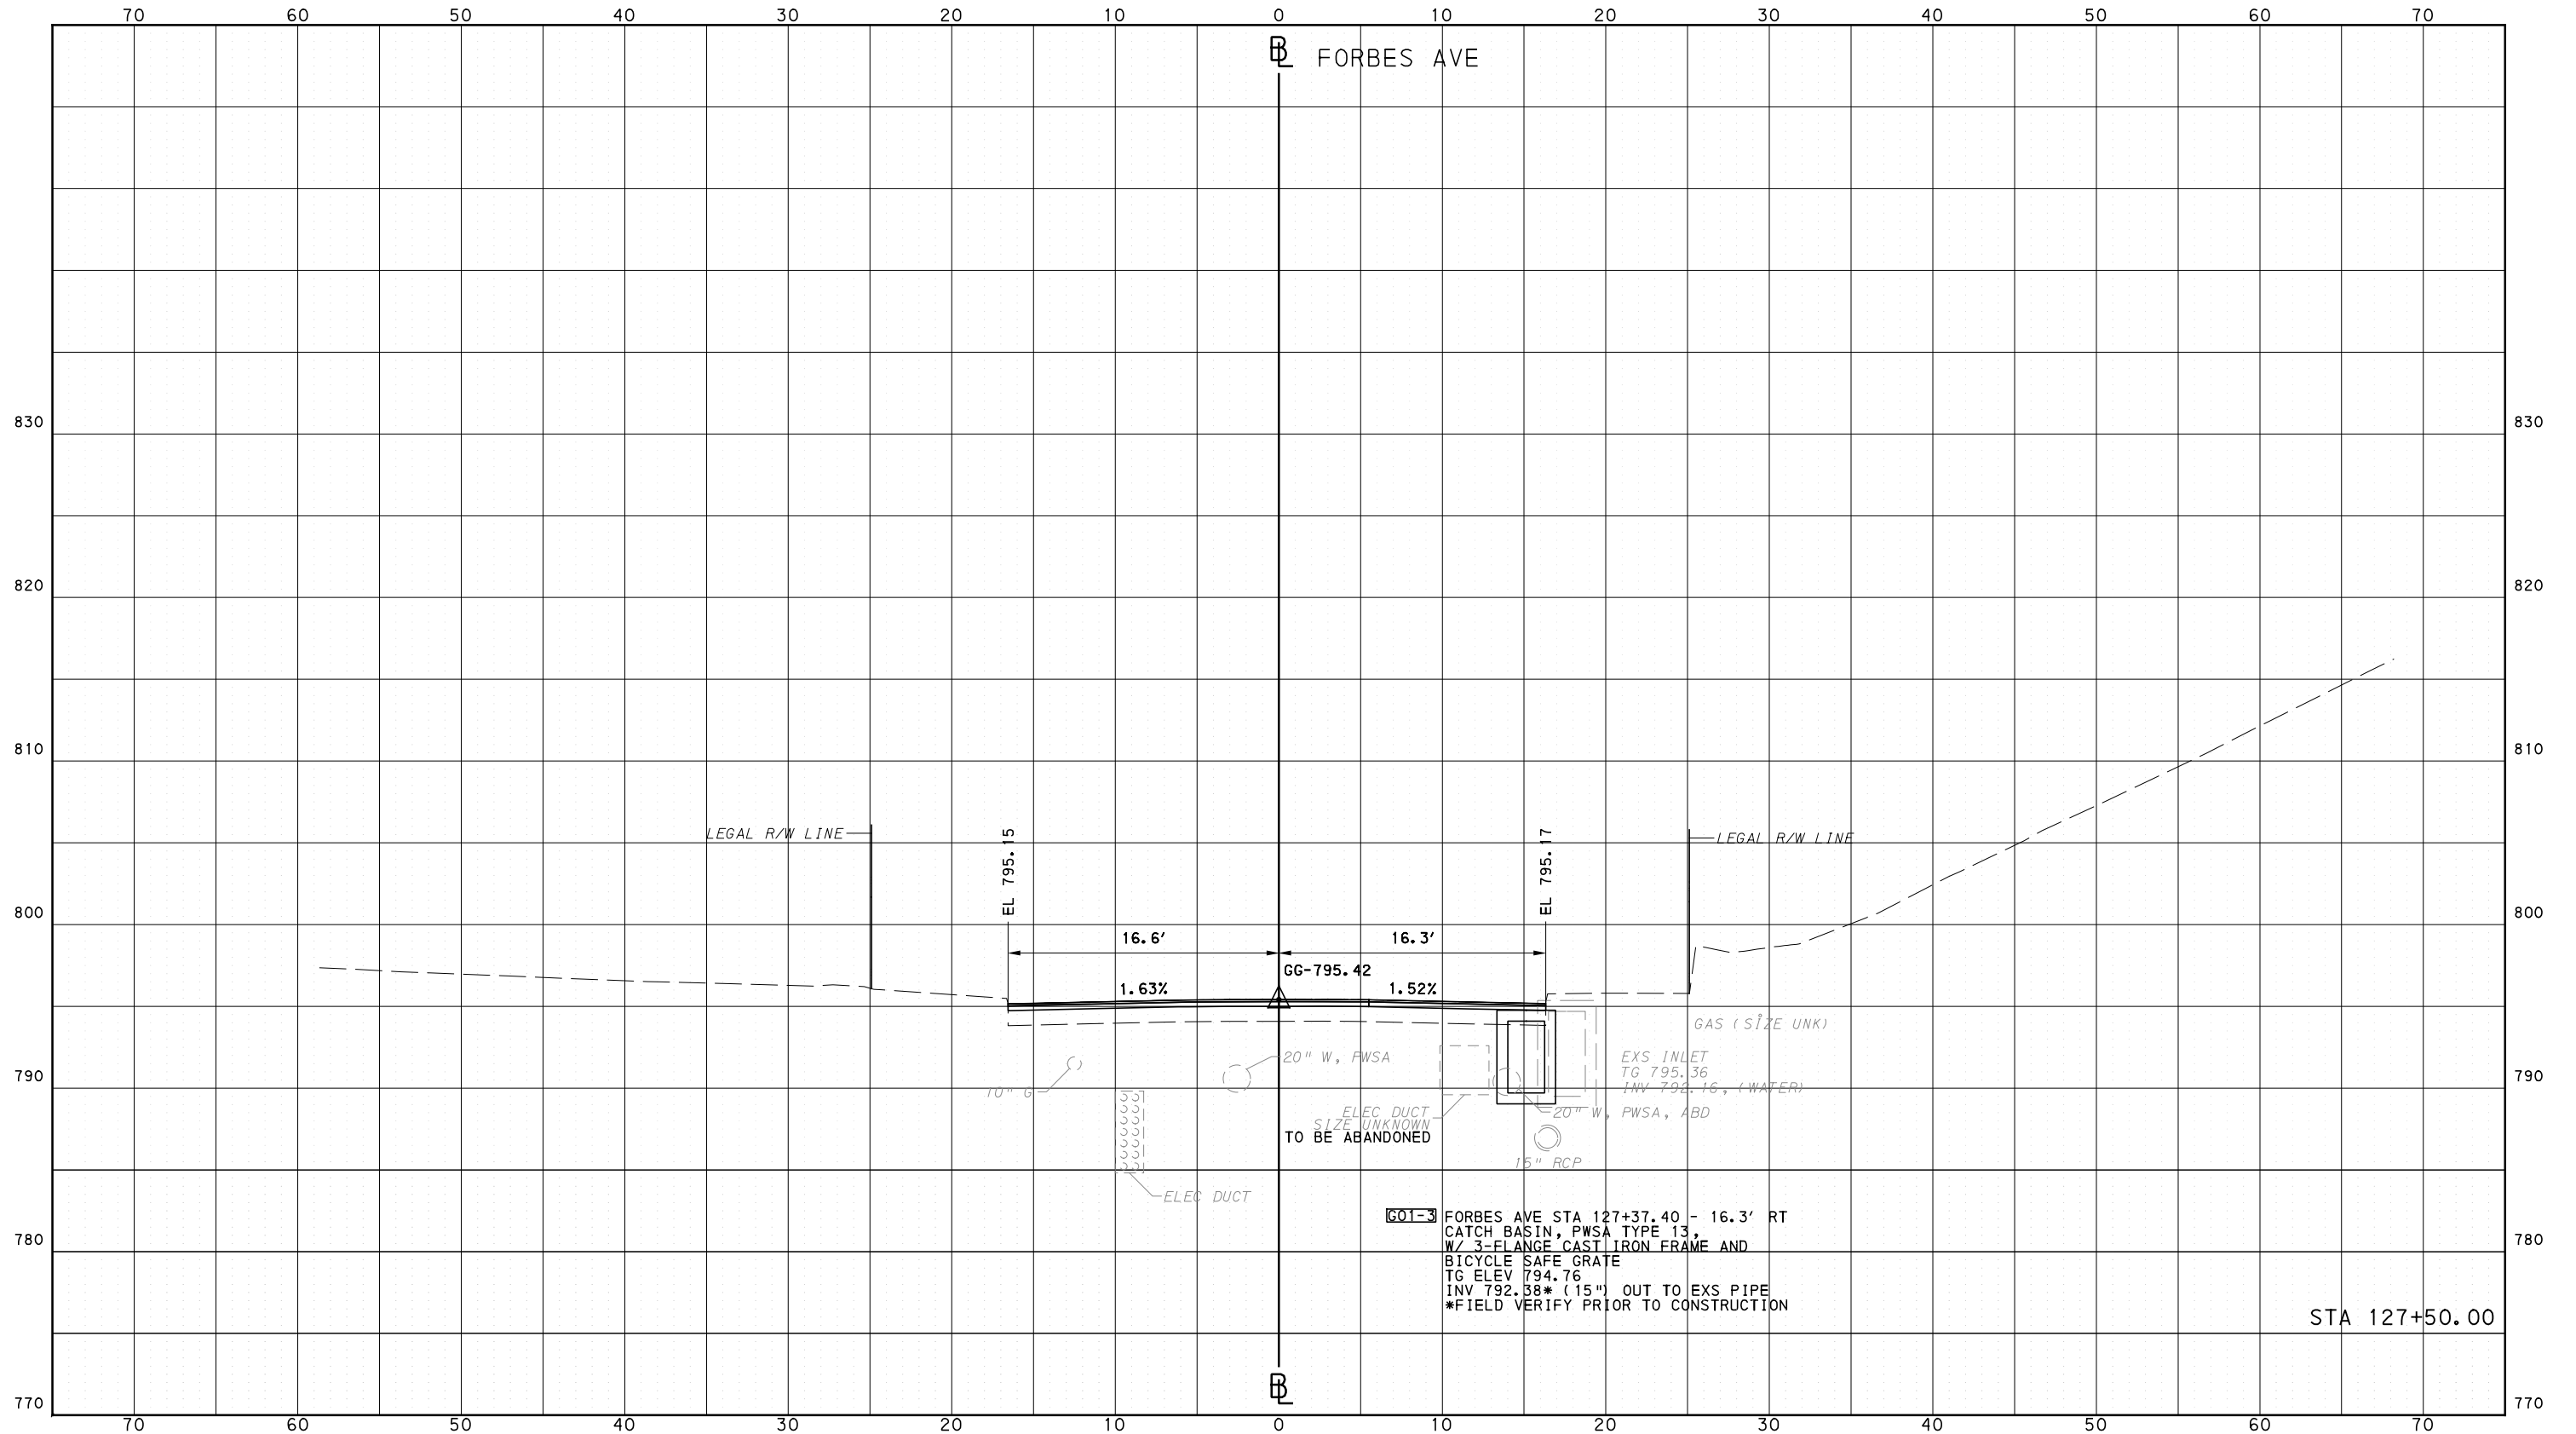 70 60 50 40 30 20 10 0 10 20 30 40 50 60 70
BL FORBES AVE
830 830
820 820
810 810
LEGAL R/W LINE
EL 795.15
EL 795.17
LEGAL R/W LINE
800 800
16.6' 16.3'
GG-795.42
1.63% 1.52%
GAS (SIZE UNK)
20" W, PWSA
EXS INLET
TG 795.36
INV 792.16, (WATER)
790 790
10" G
ELEC DUCT
SIZE UNKNOWN
TO BE ABANDONED
20" W, PWSA, ABD
15" RCP
ELEC DUCT
G01-3 FORBES AVE STA 127+37.40 - 16.3' RT
CATCH BASIN, PWSA TYPE 13,
W/ 3-FLANGE CAST IRON FRAME AND
BICYCLE SAFE GRATE
TG ELEV 794.76
INV 792.38* (15") OUT TO EXS PIPE
*FIELD VERIFY PRIOR TO CONSTRUCTION
780 780
STA 127+50.00
BL
770 770
70 60 50 40 30 20 10 0 10 20 30 40 50 60 70